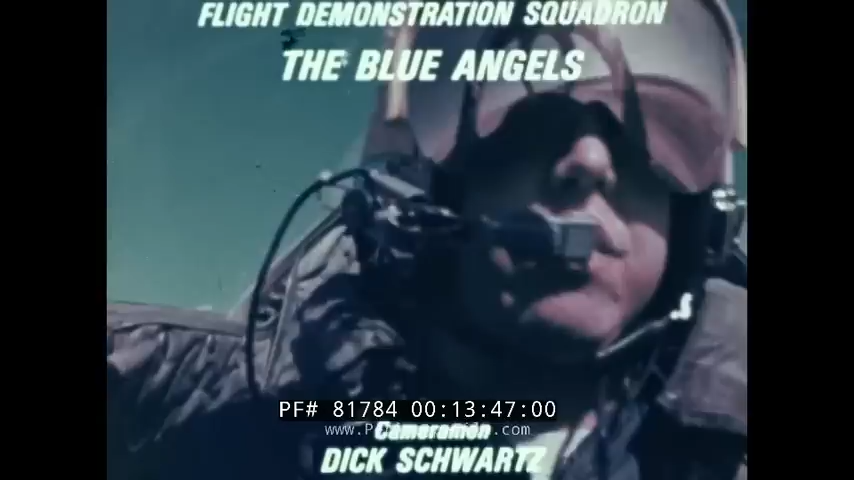 FLIGHT DEMONSTRATION SQUADRON
THE BLUE ANGELS
PF# 81784 00:13:47:00
Cameramen
DICK SCHWARTZ